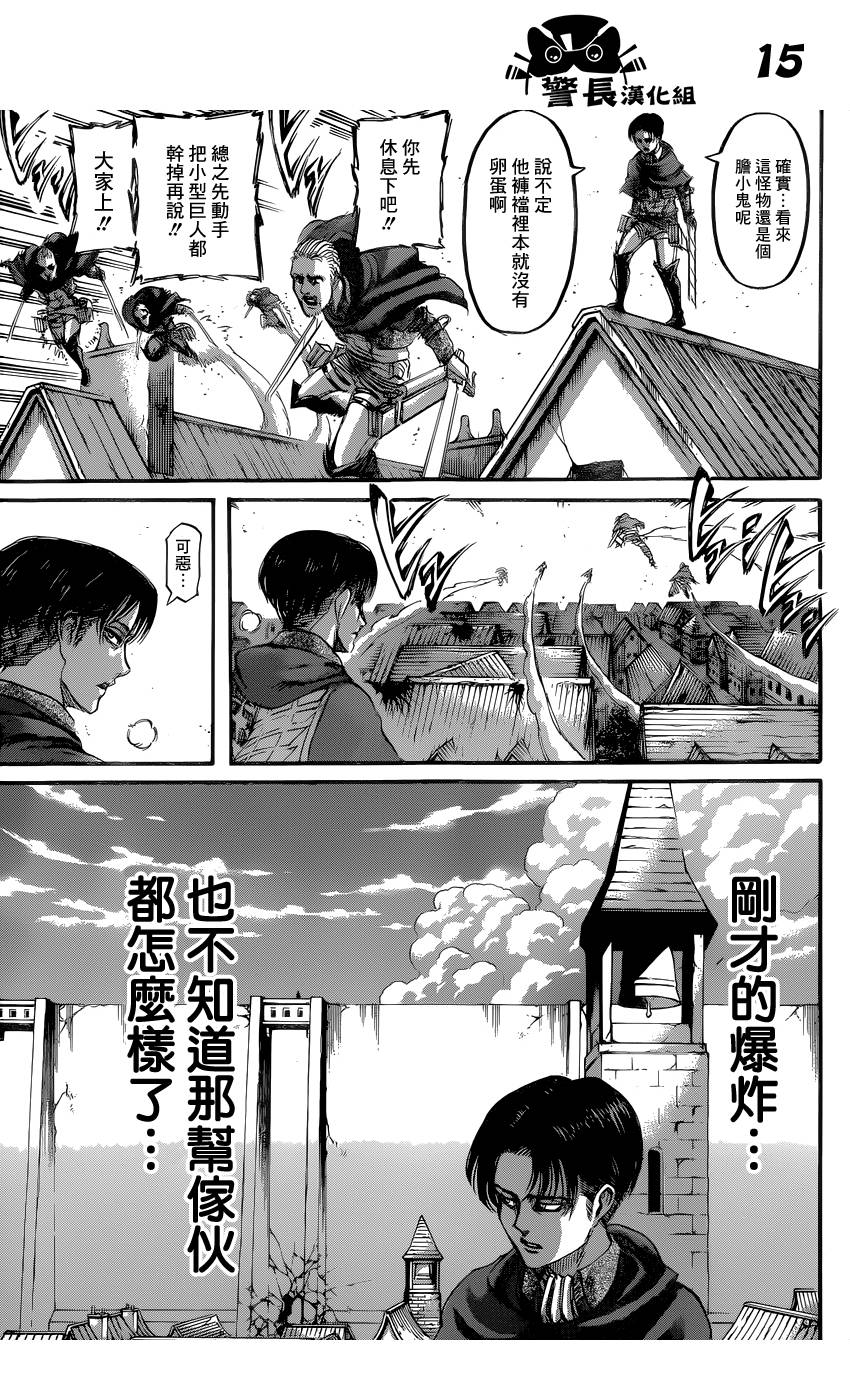 15
警長漢化組
確實…看來
這怪物還是個
膽小鬼呢
說不定
他褲襠裡本就沒有
卵蛋啊
你先
休息下吧!!
總之先動手
把小型巨人都
幹掉再說!!
大家上!!
可惡…
剛才的爆炸…
也不知道那幫傢伙
都怎麼樣了…